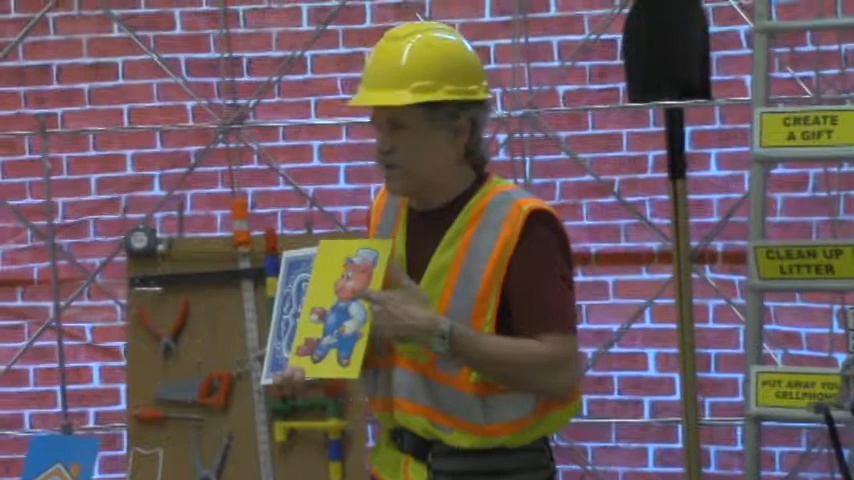 CREATE
A GIFT
CLEAN UP
LITTER
PUT AWAY YOUR
CELLPHONE